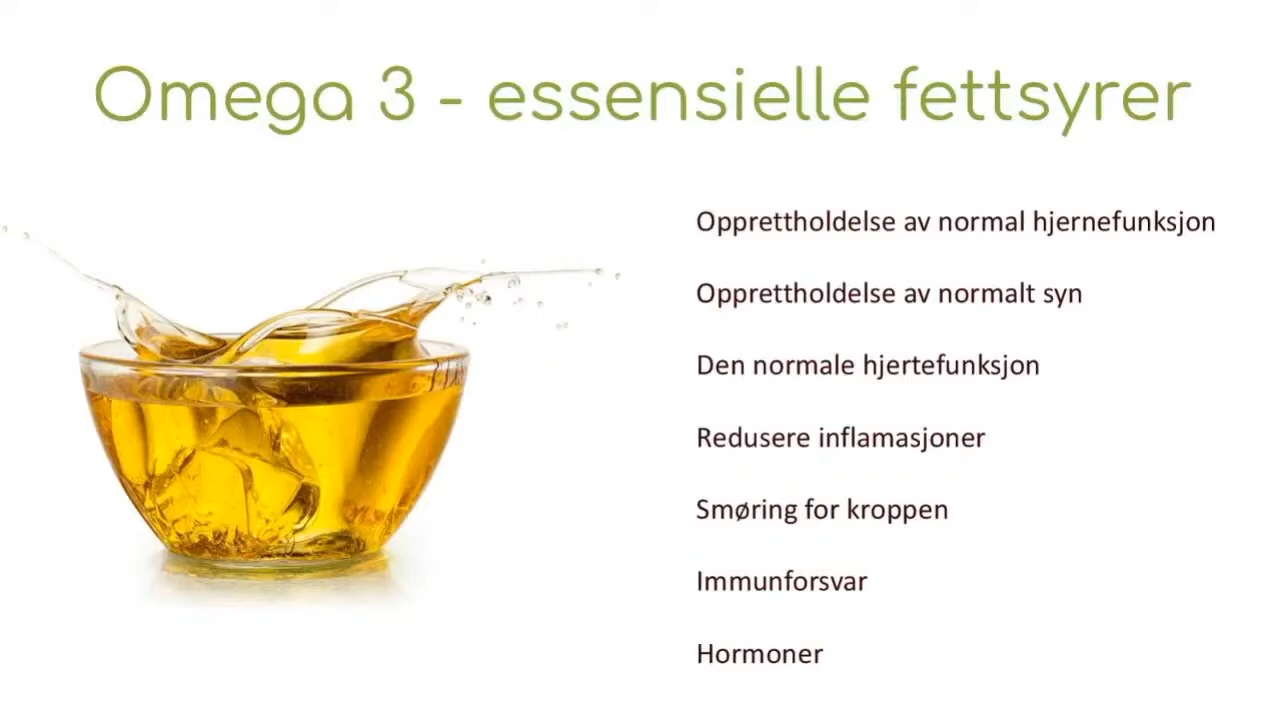 Omega 3 - essensielle fettsyrer
Opprettholdelse av normal hjernefunksjon
Opprettholdelse av normalt syn
Den normale hjertefunksjon
Redusere inflamasjoner
Smøring for kroppen
Immunforsvar
Hormoner